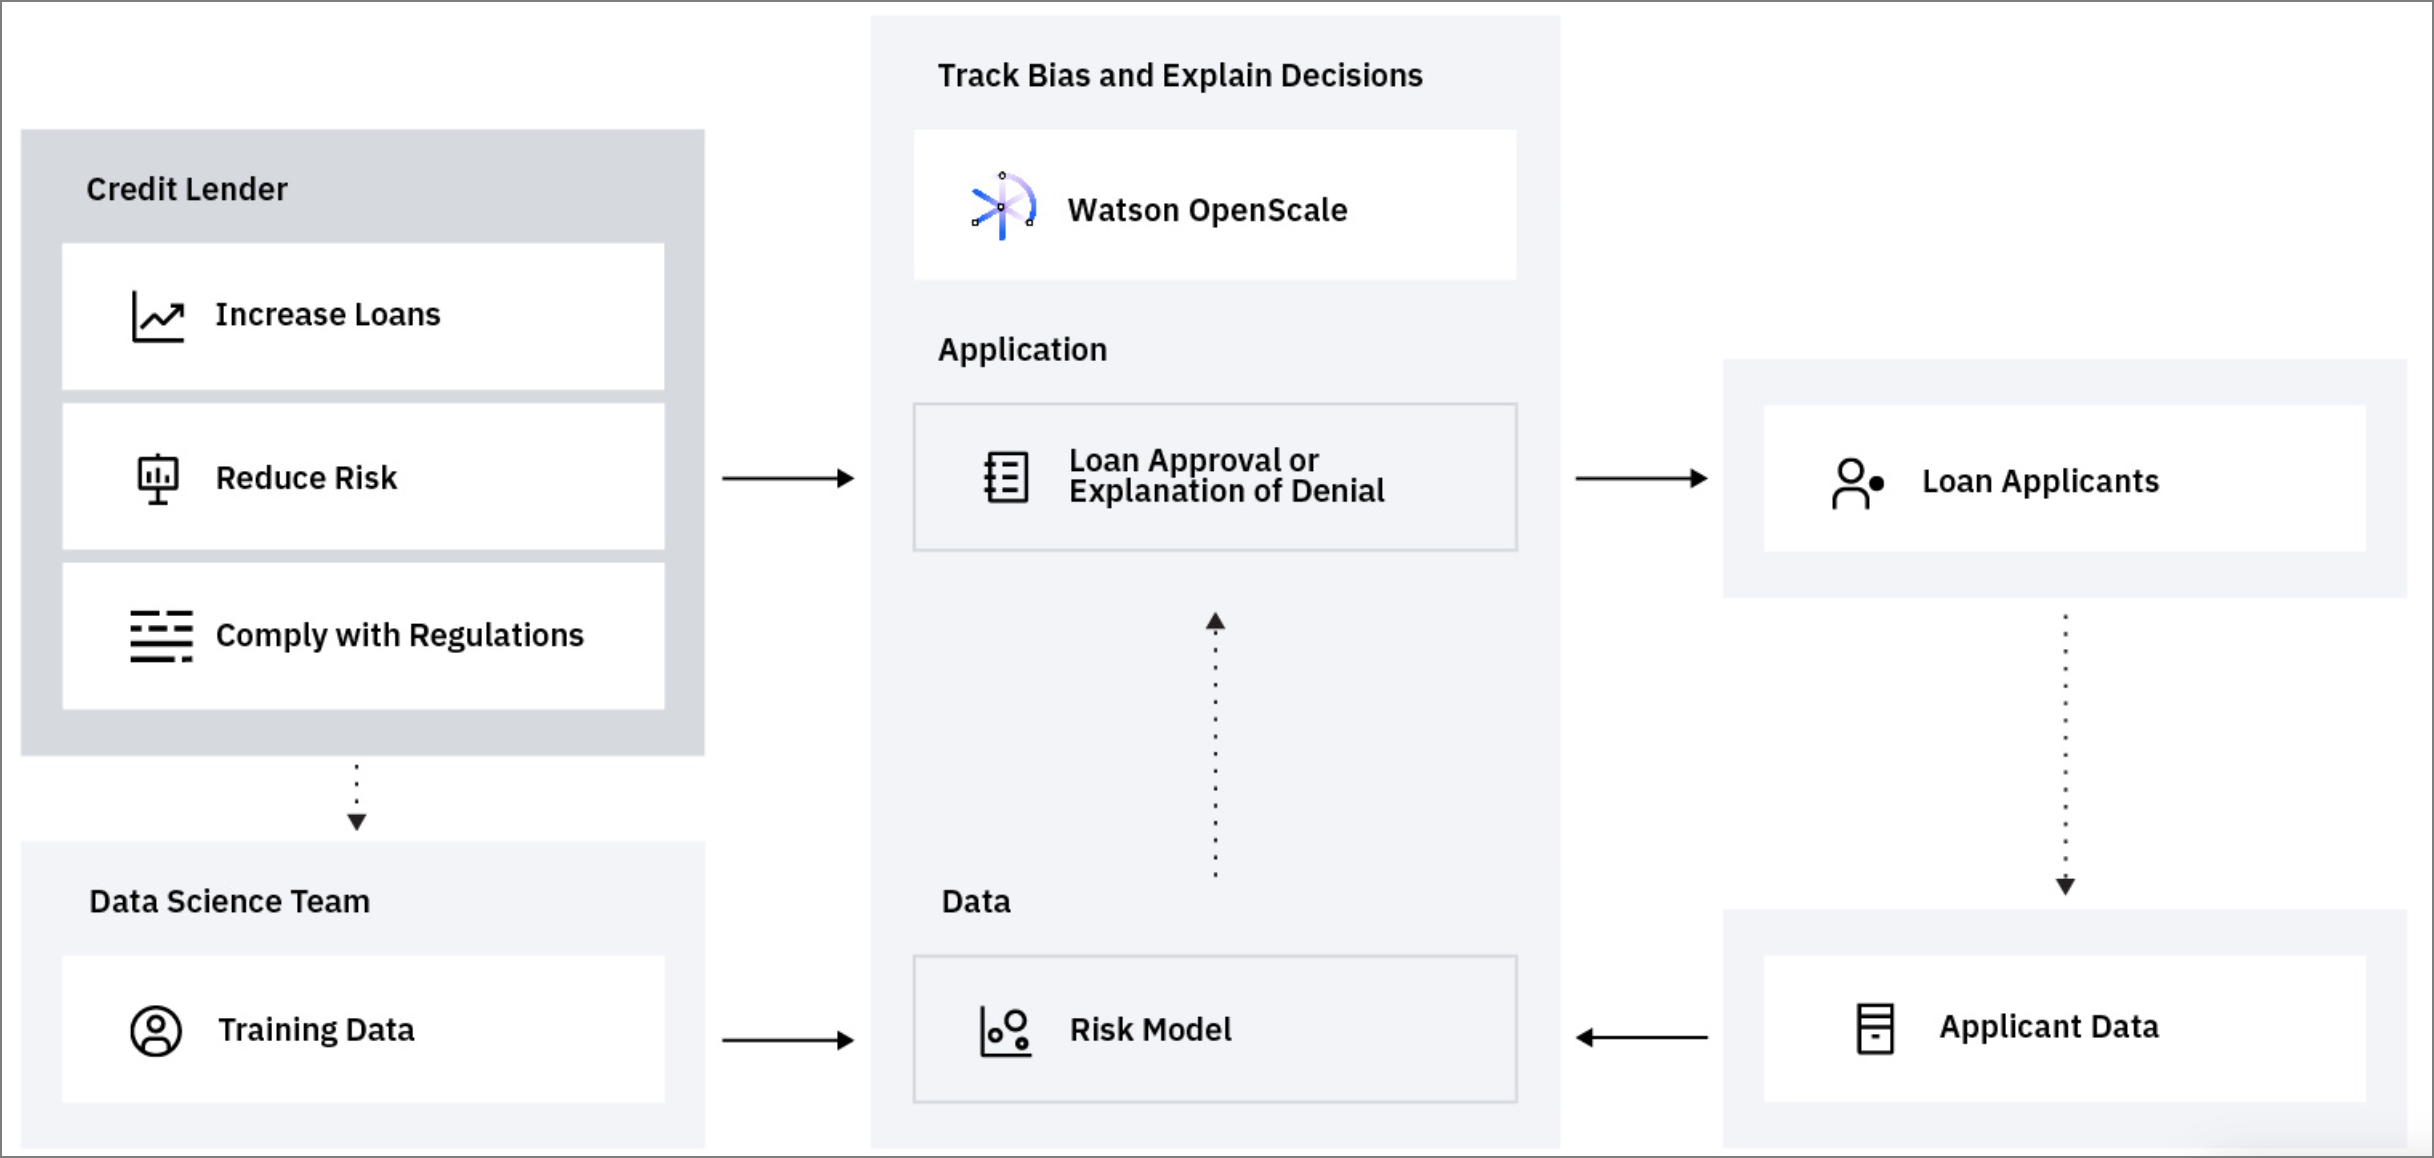 Credit Lender
Increase Loans
Reduce Risk
Comply with Regulations
Data Science Team
Training Data
Track Bias and Explain Decisions
Watson OpenScale
Application
Loan Approval or
Explanation of Denial
Data
Risk Model
Loan Applicants
Applicant Data